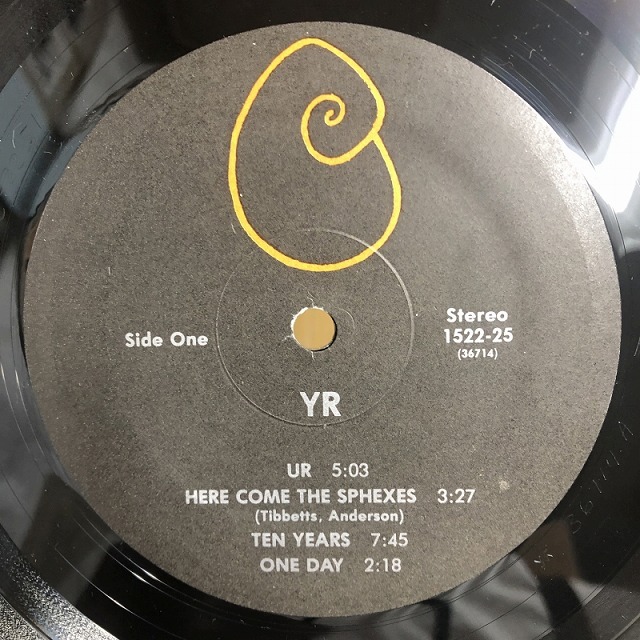 Side One
Stereo
1522-25
(36714)
YR
UR 5:03
HERE COME THE SPHEXES 3:27
(Tibbetts, Anderson)
TEN YEARS 7:45
ONE DAY 2:18